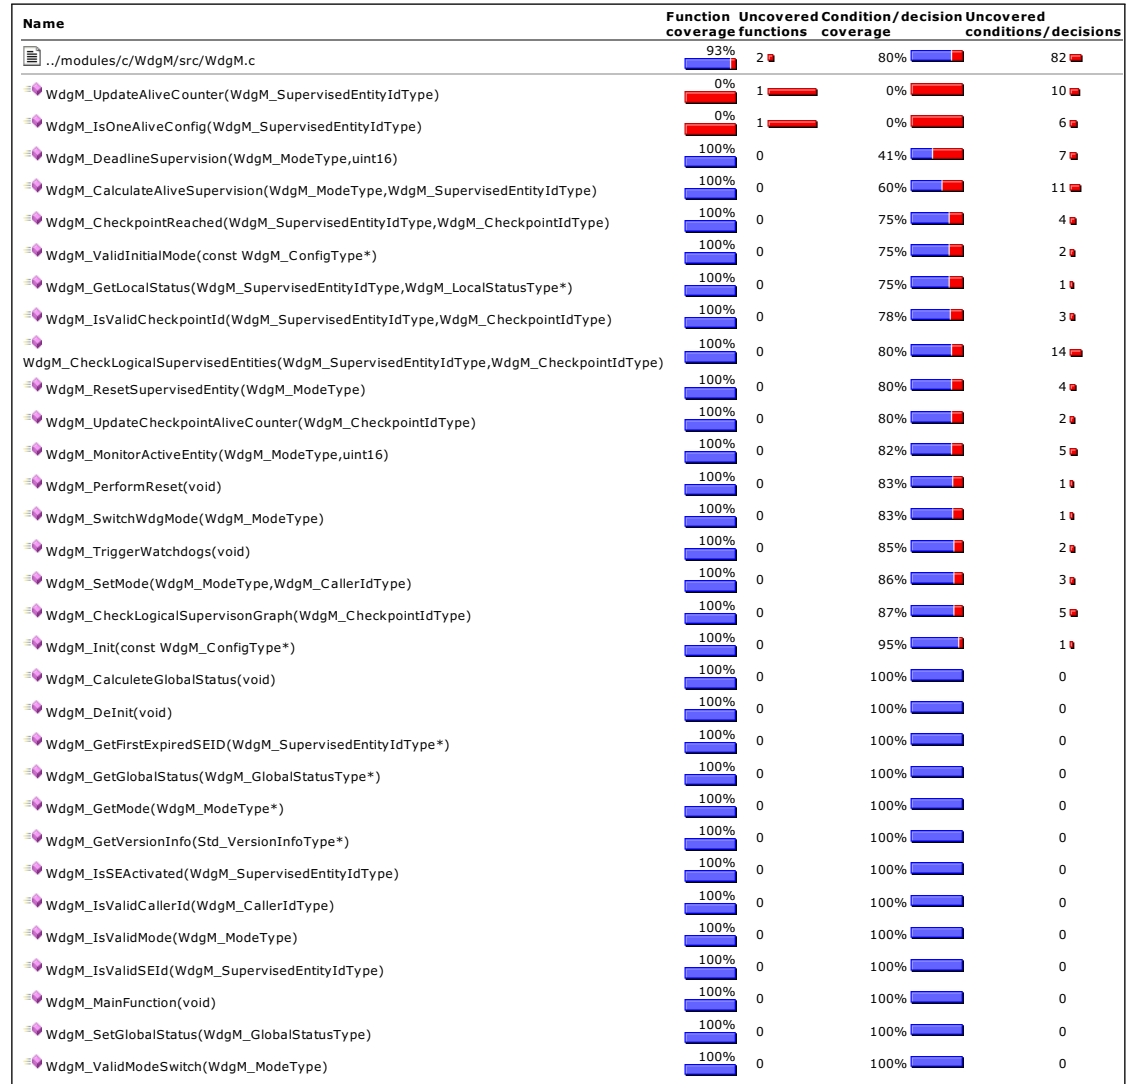 Name Function coverage Uncovered functions Condition/decision coverage Uncovered conditions/decisions
../modules/c/WdgM/src/WdgM.c 93% 2 80% 82
WdgM_UpdateAliveCounter(WdgM_SupervisedEntityIdType) 0% 1 0% 10
WdgM_IsOneAliveConfig(WdgM_SupervisedEntityIdType) 0% 1 0% 6
WdgM_DeadlineSupervision(WdgM_ModeType,uint16) 100% 0 41% 7
WdgM_CalculateAliveSupervision(WdgM_ModeType,WdgM_SupervisedEntityIdType) 100% 0 60% 11
WdgM_CheckpointReached(WdgM_SupervisedEntityIdType,WdgM_CheckpointIdType) 100% 0 75% 4
WdgM_ValidInitialMode(const WdgM_ConfigType*) 100% 0 75% 2
WdgM_GetLocalStatus(WdgM_SupervisedEntityIdType,WdgM_LocalStatusType*) 100% 0 75% 1
WdgM_IsValidCheckpointId(WdgM_SupervisedEntityIdType,WdgM_CheckpointIdType) 100% 0 78% 3
WdgM_CheckLogicalSupervisedEntities(WdgM_SupervisedEntityIdType,WdgM_CheckpointIdType) 100% 0 80% 14
WdgM_ResetSupervisedEntity(WdgM_ModeType) 100% 0 80% 4
WdgM_UpdateCheckpointAliveCounter(WdgM_CheckpointIdType) 100% 0 80% 2
WdgM_MonitorActiveEntity(WdgM_ModeType,uint16) 100% 0 82% 5
WdgM_PerformReset(void) 100% 0 83% 1
WdgM_SwitchWdgMode(WdgM_ModeType) 100% 0 83% 1
WdgM_TriggerWatchdogs(void) 100% 0 85% 2
WdgM_SetMode(WdgM_ModeType,WdgM_CallerIdType) 100% 0 86% 3
WdgM_CheckLogicalSupervisonGraph(WdgM_CheckpointIdType) 100% 0 87% 5
WdgM_Init(const WdgM_ConfigType*) 100% 0 95% 1
WdgM_CalculeteGlobalStatus(void) 100% 0 100% 0
WdgM_DeInit(void) 100% 0 100% 0
WdgM_GetFirstExpiredSEID(WdgM_SupervisedEntityIdType*) 100% 0 100% 0
WdgM_GetGlobalStatus(WdgM_GlobalStatusType*) 100% 0 100% 0
WdgM_GetMode(WdgM_ModeType*) 100% 0 100% 0
WdgM_GetVersionInfo(Std_VersionInfoType*) 100% 0 100% 0
WdgM_IsSEActivated(WdgM_SupervisedEntityIdType) 100% 0 100% 0
WdgM_IsValidCallerId(WdgM_CallerIdType) 100% 0 100% 0
WdgM_IsValidMode(WdgM_ModeType) 100% 0 100% 0
WdgM_IsValidSEId(WdgM_SupervisedEntityIdType) 100% 0 100% 0
WdgM_MainFunction(void) 100% 0 100% 0
WdgM_SetGlobalStatus(WdgM_GlobalStatusType) 100% 0 100% 0
WdgM_ValidModeSwitch(WdgM_ModeType) 100% 0 100% 0